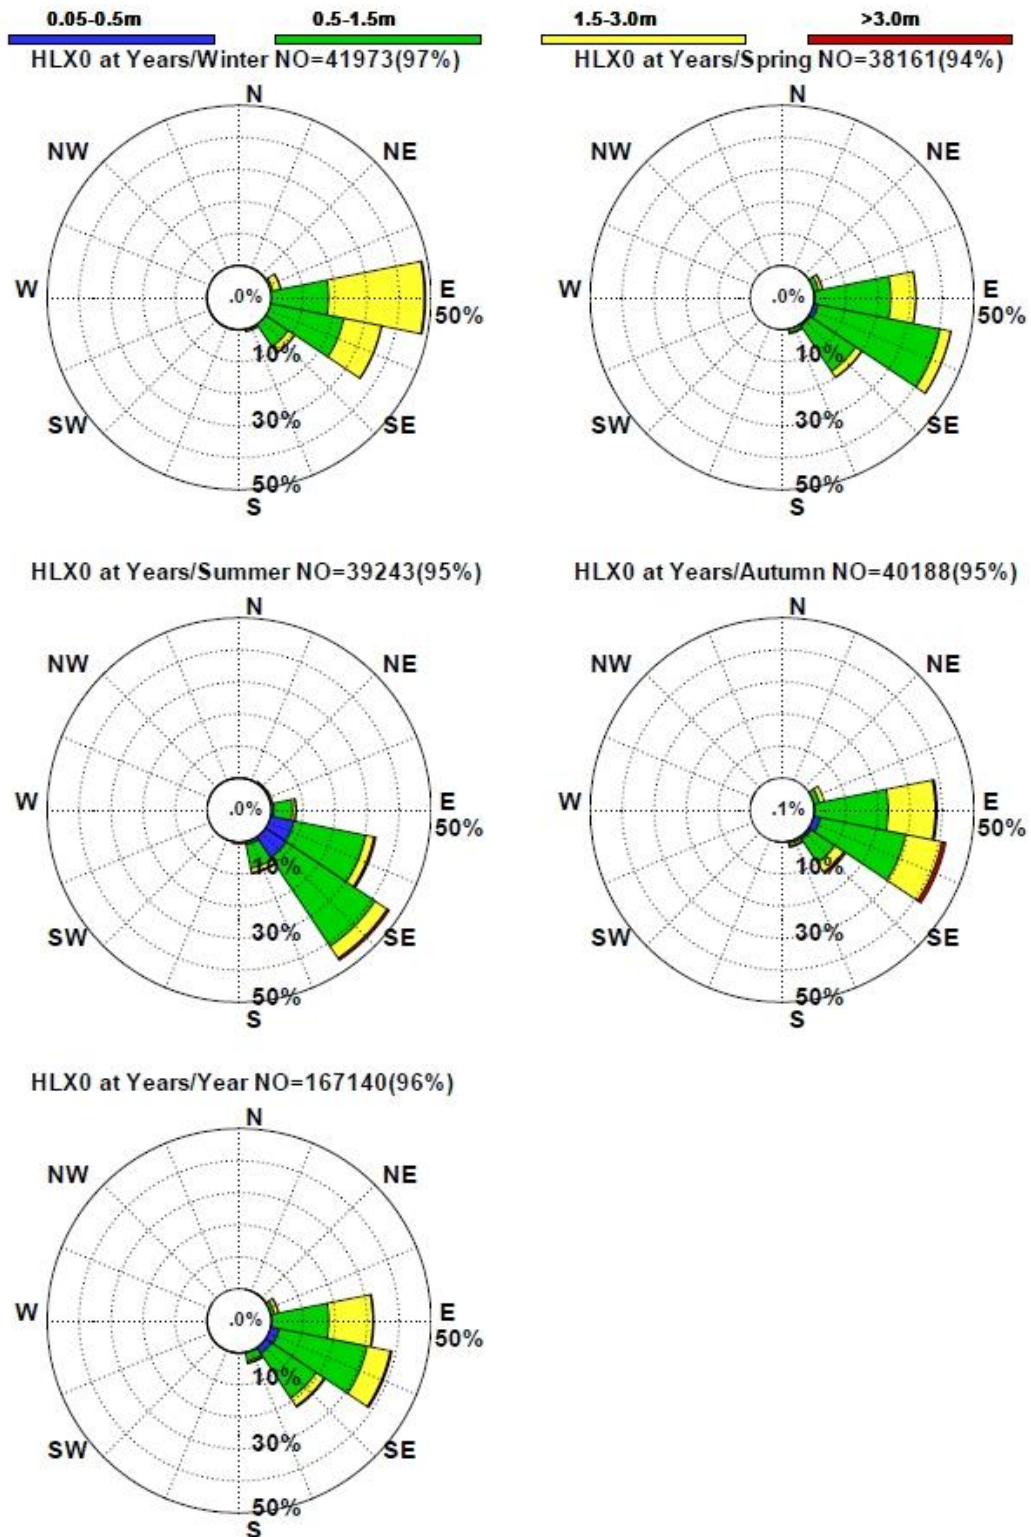 0.05-0.5m 0.5-1.5m 1.5-3.0m >3.0m
HLX0 at Years/Winter NO=41973(97%) HLX0 at Years/Spring NO=38161(94%)
N N
NW NE NW NE
W .0% E W .0% E
50% 50%
10% 10%
SW 30% SE SW 30% SE
50% 50%
S S
HLX0 at Years/Summer NO=39243(95%) HLX0 at Years/Autumn NO=40188(95%)
N N
NW NE NW NE
W .0% E W .1% E
50% 50%
10% 10%
SW 30% SE SW 30% SE
50% 50%
S S
HLX0 at Years/Year NO=167140(96%)
N
NW NE
W .0% E
50%
10%
SW 30% SE
50%
S